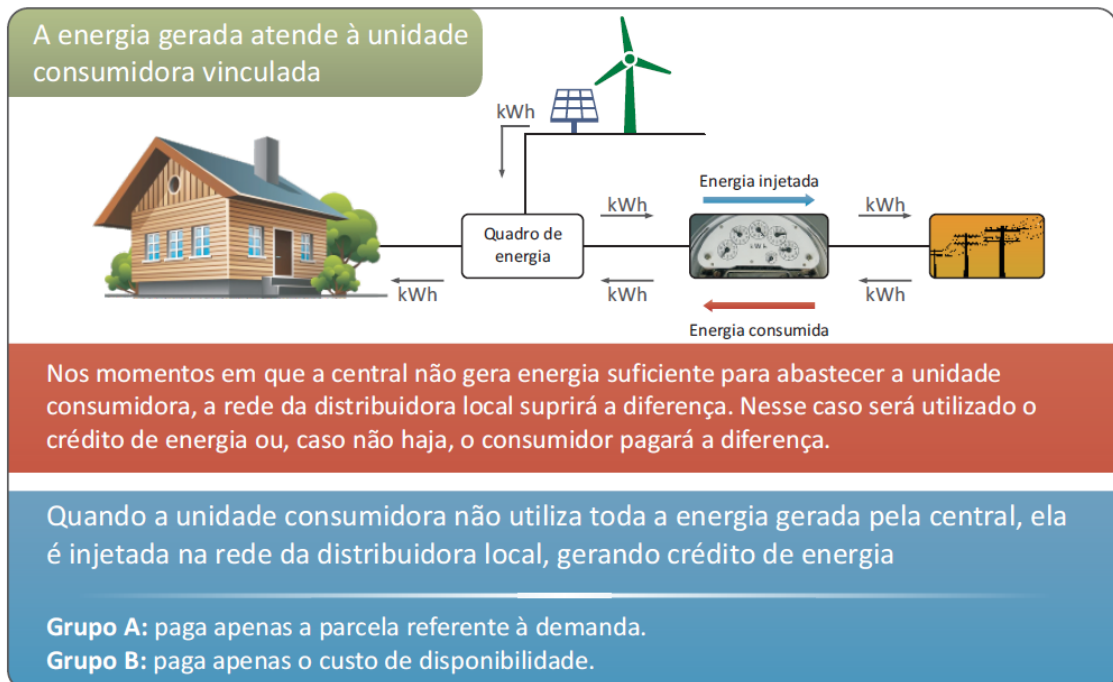 A energia gerada atende à unidade
consumidora vinculada
kWh
Energia injetada
kWh
kWh
Quadro de
energia
kWh
kWh
kWh
kWh
Energia consumida
Nos momentos em que a central não gera energia suficiente para abastecer a unidade
consumidora, a rede da distribuidora local suprirá a diferença. Nesse caso será utilizado o
crédito de energia ou, caso não haja, o consumidor pagará a diferença.
Quando a unidade consumidora não utiliza toda a energia gerada pela central, ela
é injetada na rede da distribuidora local, gerando crédito de energia
Grupo A: paga apenas a parcela referente à demanda.
Grupo B: paga apenas o custo de disponibilidade.